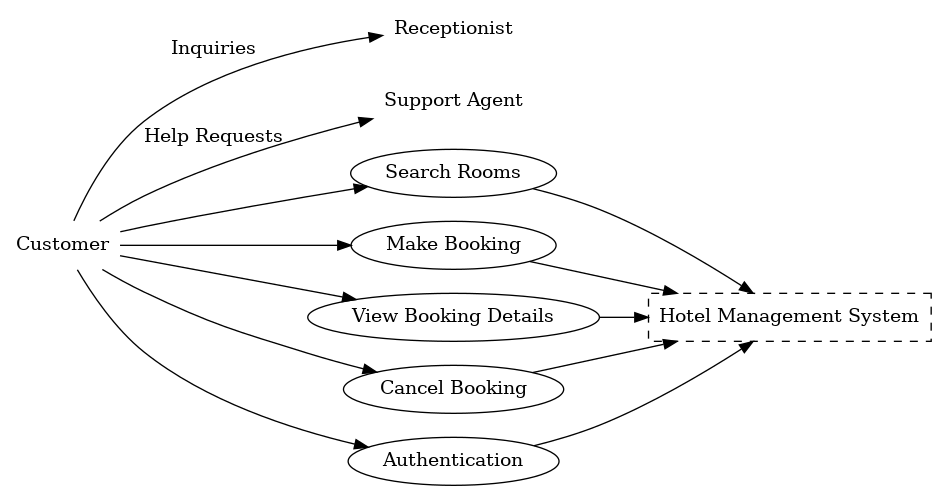 Receptionist
Inquiries
Support Agent
Help Requests
Search Rooms
Customer
Make Booking
View Booking Details
Hotel Management System
Cancel Booking
Authentication